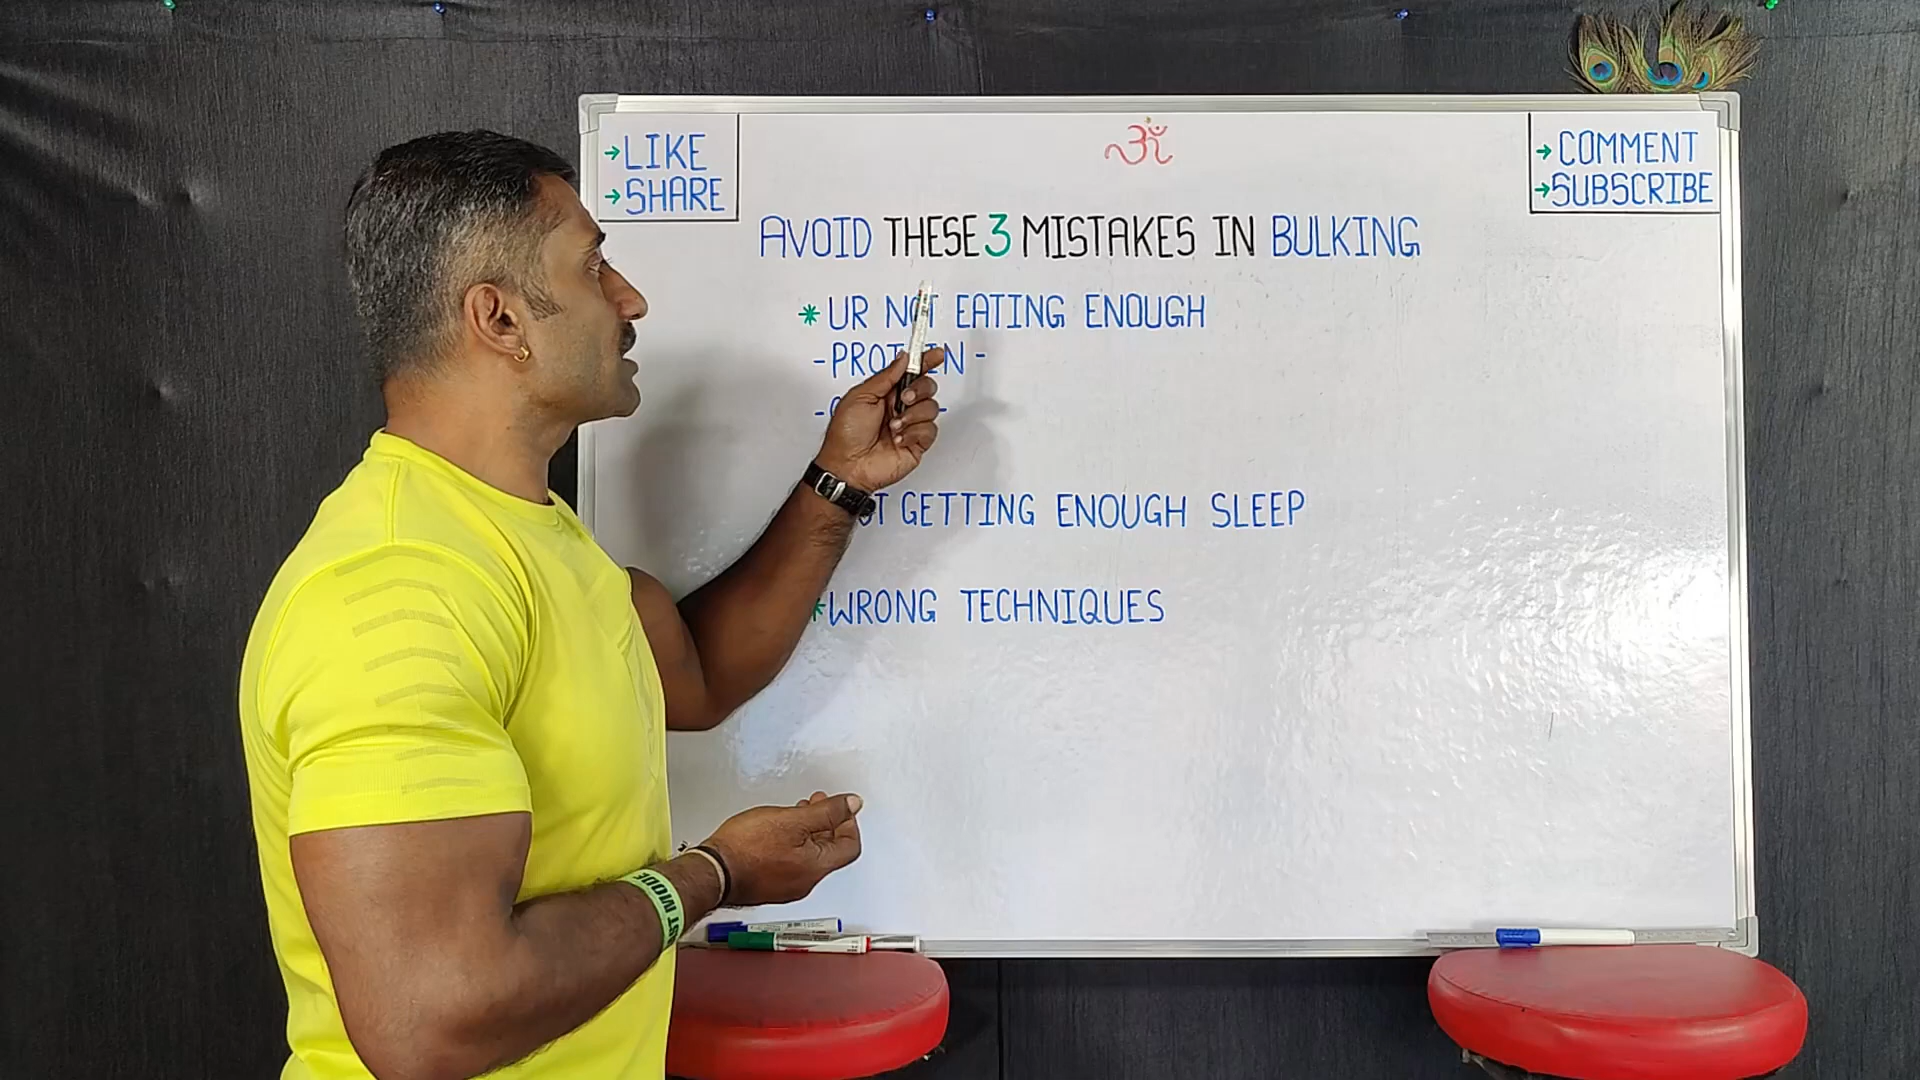 →LIKE
→SHARE
ॐ
→COMMENT
→SUBSCRIBE
AVOID THESE 3 MISTAKES IN BULKING
* UR NOT EATING ENOUGH
-PROTEIN -
GETTING ENOUGH SLEEP
*WRONG TECHNIQUES